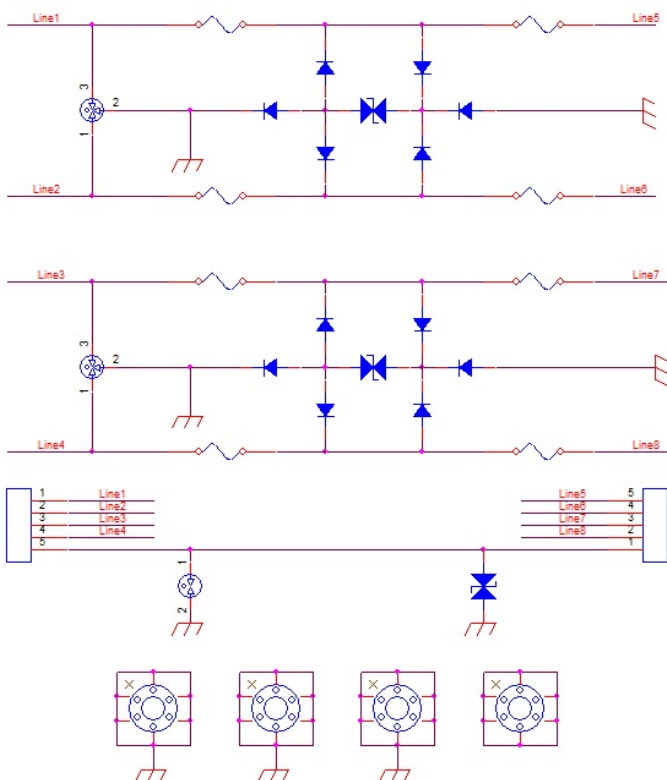 Line1 Line5
3
2
1
Line2 Line6
Line3 Line7
3
2
1
Line4 Line8
1 Line1 Line5 5
2 Line2 Line6 4
3 Line3 Line7 3
4 Line4 Line8 2
5 1
1
2